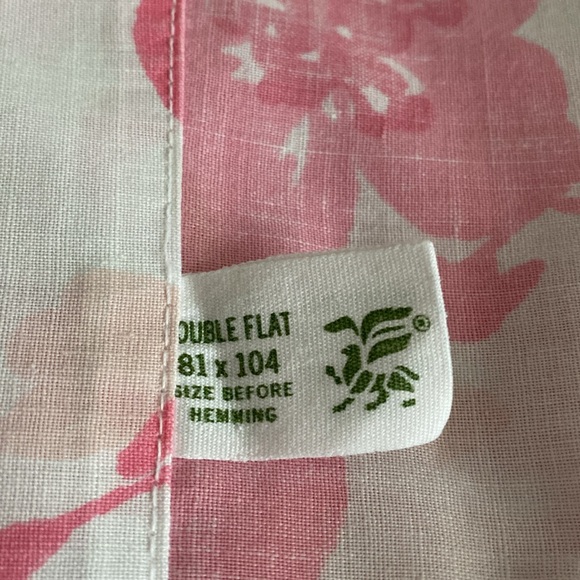 OUBLE FLAT
81 x 104
SIZE BEFORE
HEMMING
®